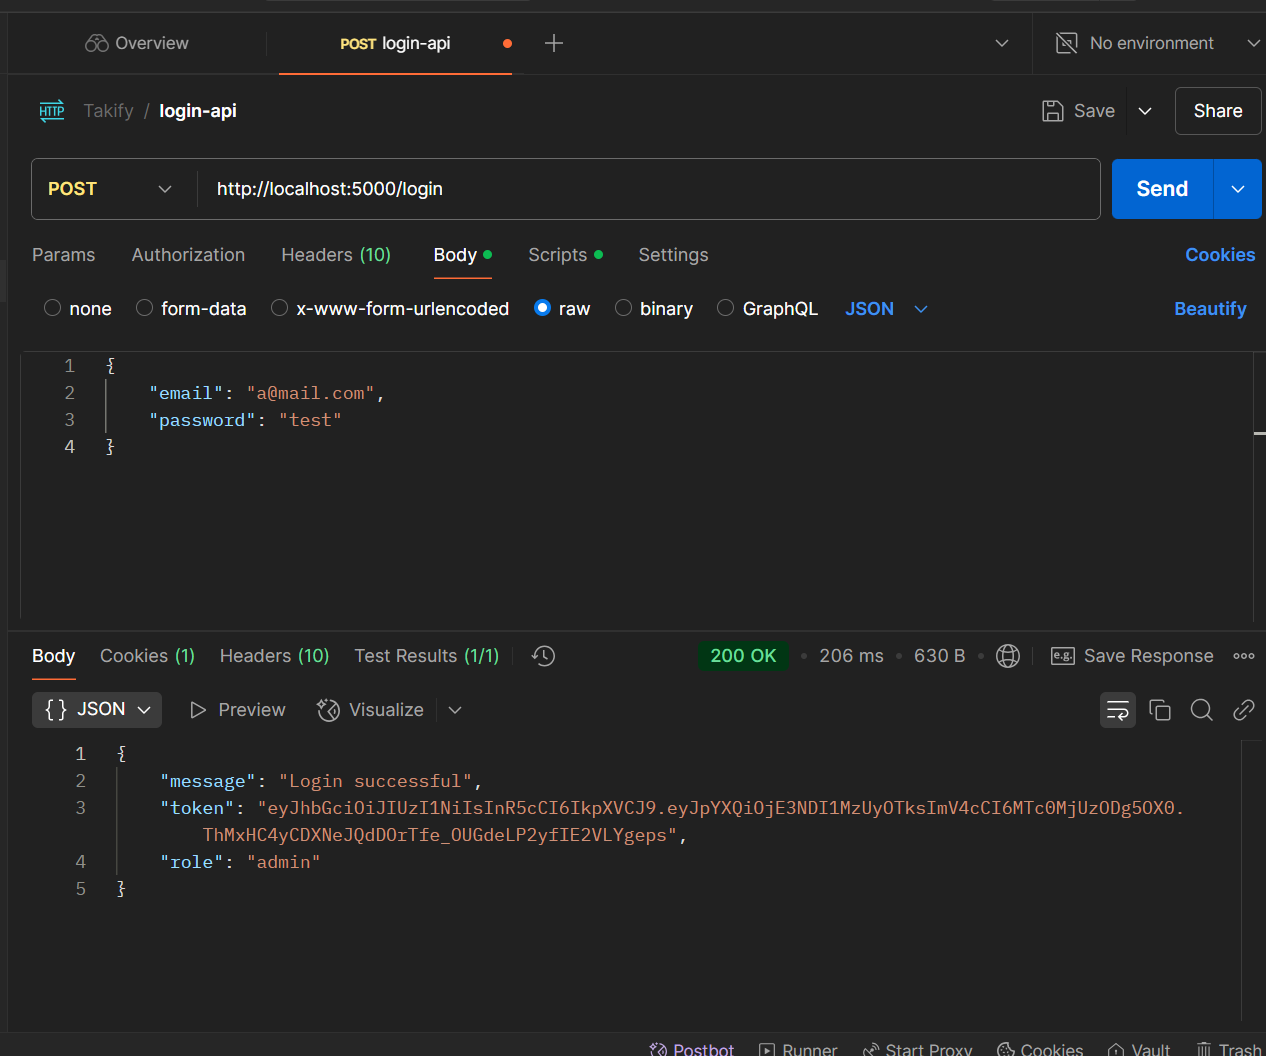 Overview
POST login-api
No environment
HTTP Takify / login-api
Save
Share
POST
http://localhost:5000/login
Send
Params Authorization Headers (10) Body Scripts Settings Cookies
none form-data x-www-form-urlencoded raw binary GraphQL JSON Beautify
1 {
2 "email": "a@mail.com",
3 "password": "test"
4 }
Body Cookies (1) Headers (10) Test Results (1/1) 200 OK 206 ms 630 B e.g. Save Response
{} JSON Preview Visualize
1 {
2 "message": "Login successful",
3 "token": "eyJhbGciOiJIUzI1NiIsInR5cCI6IkpXVCJ9.eyJpYXQiOjE3NDI1MzUyOTksImV4cCI6MTc0MjUzODg5OX0.
ThMxHC4yCDXNeJQdDOrTfe_OUGdeLP2yfIE2VLYgeps",
4 "role": "admin"
5 }
Postbot Runner Start Proxy Cookies Vault Trash